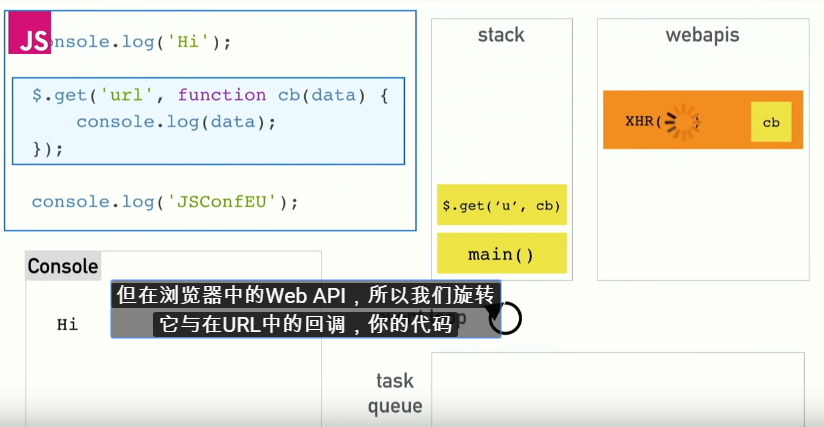 JS
console.log('Hi');
$.get('url', function cb(data) {
console.log(data);
});
console.log('JSConfEU');
stack
$.get(‘u’, cb)
main()
webapis
XHR( )
cb
Console
Hi
但在浏览器中的Web API，所以我们旋转
它与在URL中的回调，你的代码
task
queue